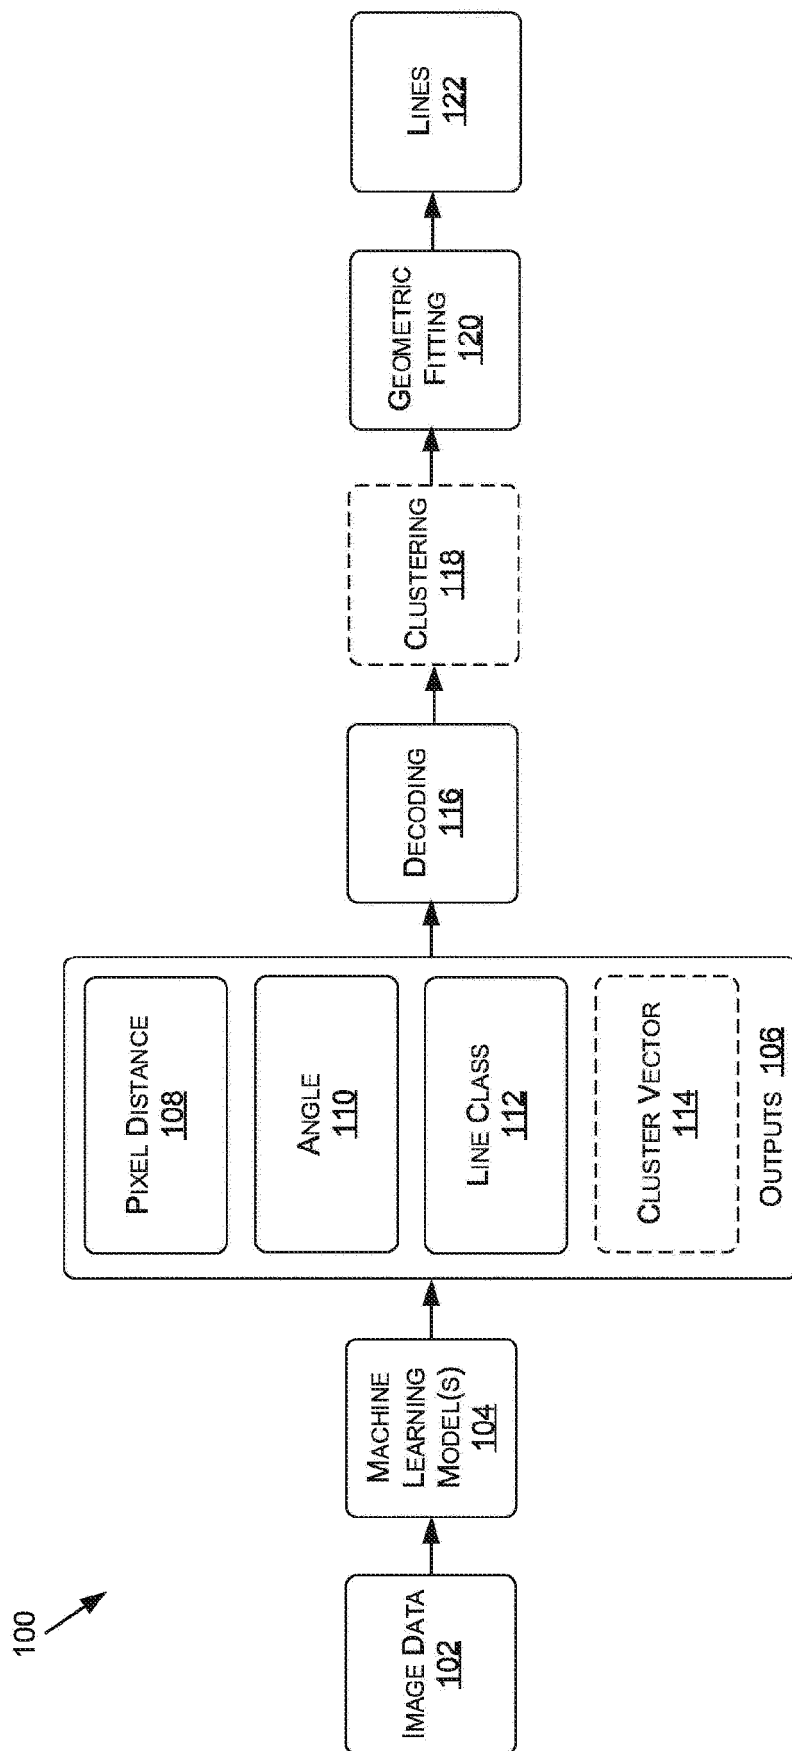 100
IMAGE DATA
102
MACHINE
LEARNING
MODEL(S)
104
PIXEL DISTANCE
108
ANGLE
110
LINE CLASS
112
CLUSTER VECTOR
114
OUTPUTS 106
DECODING
116
CLUSTERING
118
GEOMETRIC
FITTING
120
LINES
122